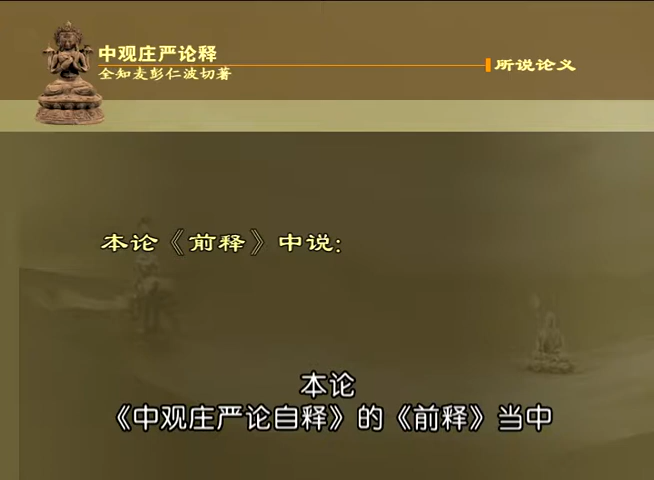 中观庄严论释
全知麦彭仁波切著
所说论义
本论《前释》中说：
本论
《中观庄严论自释》的《前释》当中